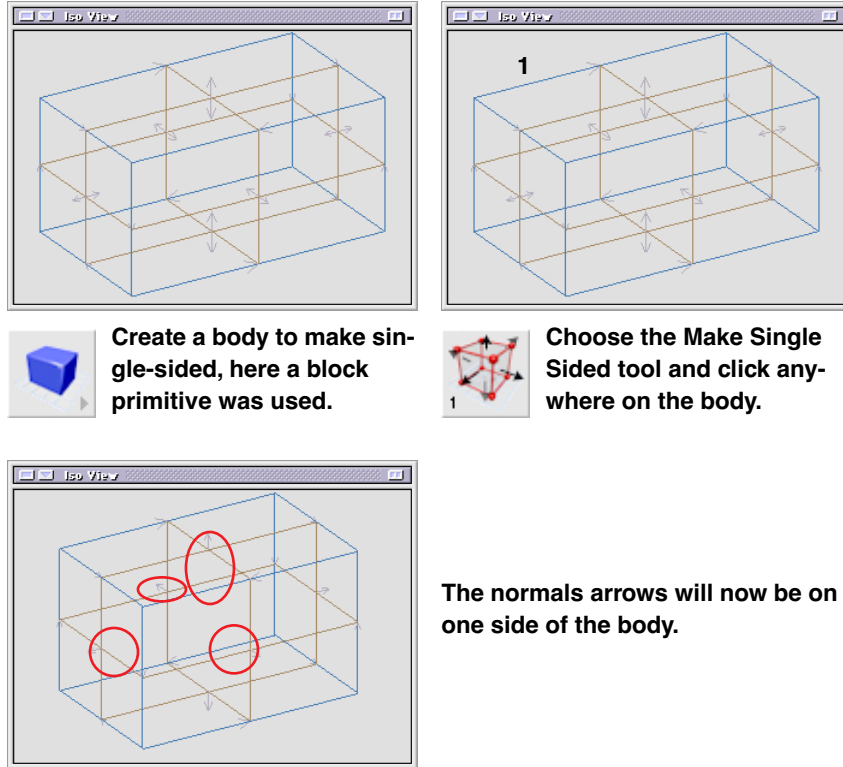 Iso View
Iso View
1
Create a body to make sin-
gle-sided, here a block
primitive was used.
1
Choose the Make Single
Sided tool and click any-
where on the body.
Iso View
The normals arrows will now be on
one side of the body.